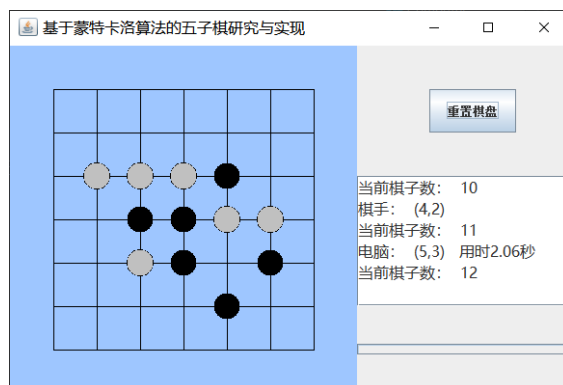 基于蒙特卡洛算法的五子棋研究与实现
重置棋盘
当前棋子数： 10
棋手： (4,2)
当前棋子数： 11
电脑： (5,3) 用时2.06秒
当前棋子数： 12